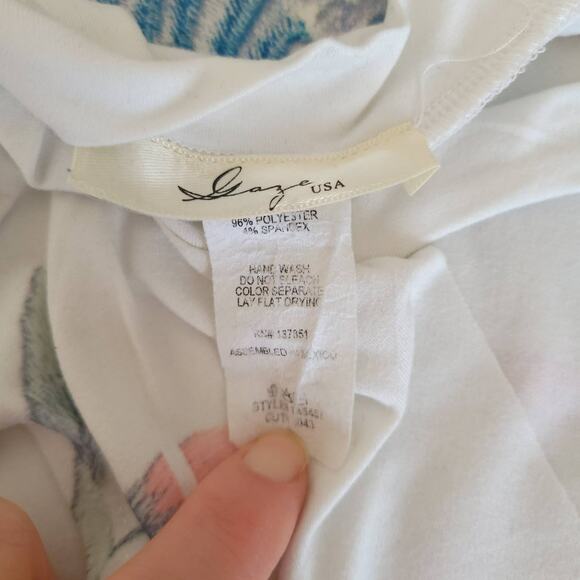 Gaze USA
96% POLYESTER
4% SPANDEX
HAND WASH
DO NOT BLEACH
COLOR SEPARATE
LAY FLAT DRYING
RN# 137351
ASSEMBLED MEXICO
STYLE#
CUT#